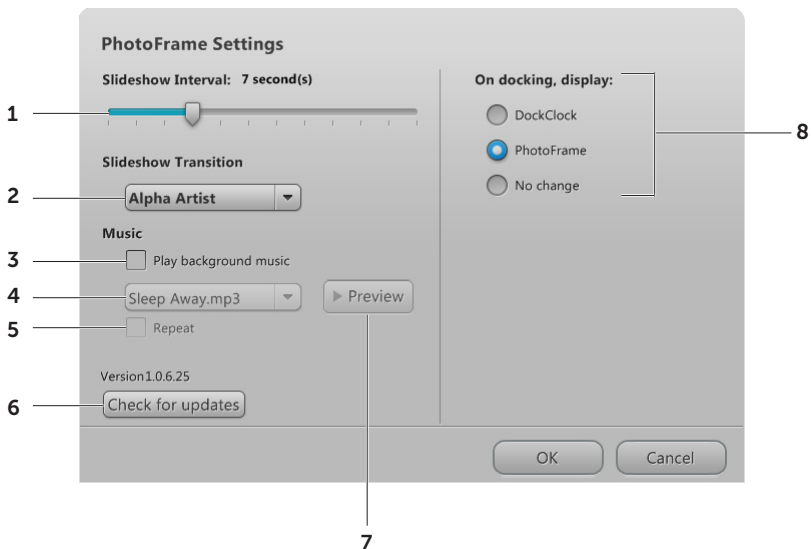 PhotoFrame Settings
Slideshow Interval: 7 second(s)
1
Slideshow Transition
2
Alpha Artist
Music
3
Play background music
4
Sleep Away.mp3
Preview
5
Repeat
Version1.0.6.25
6
Check for updates
On docking, display:
DockClock
PhotoFrame
No change
8
OK
Cancel
7